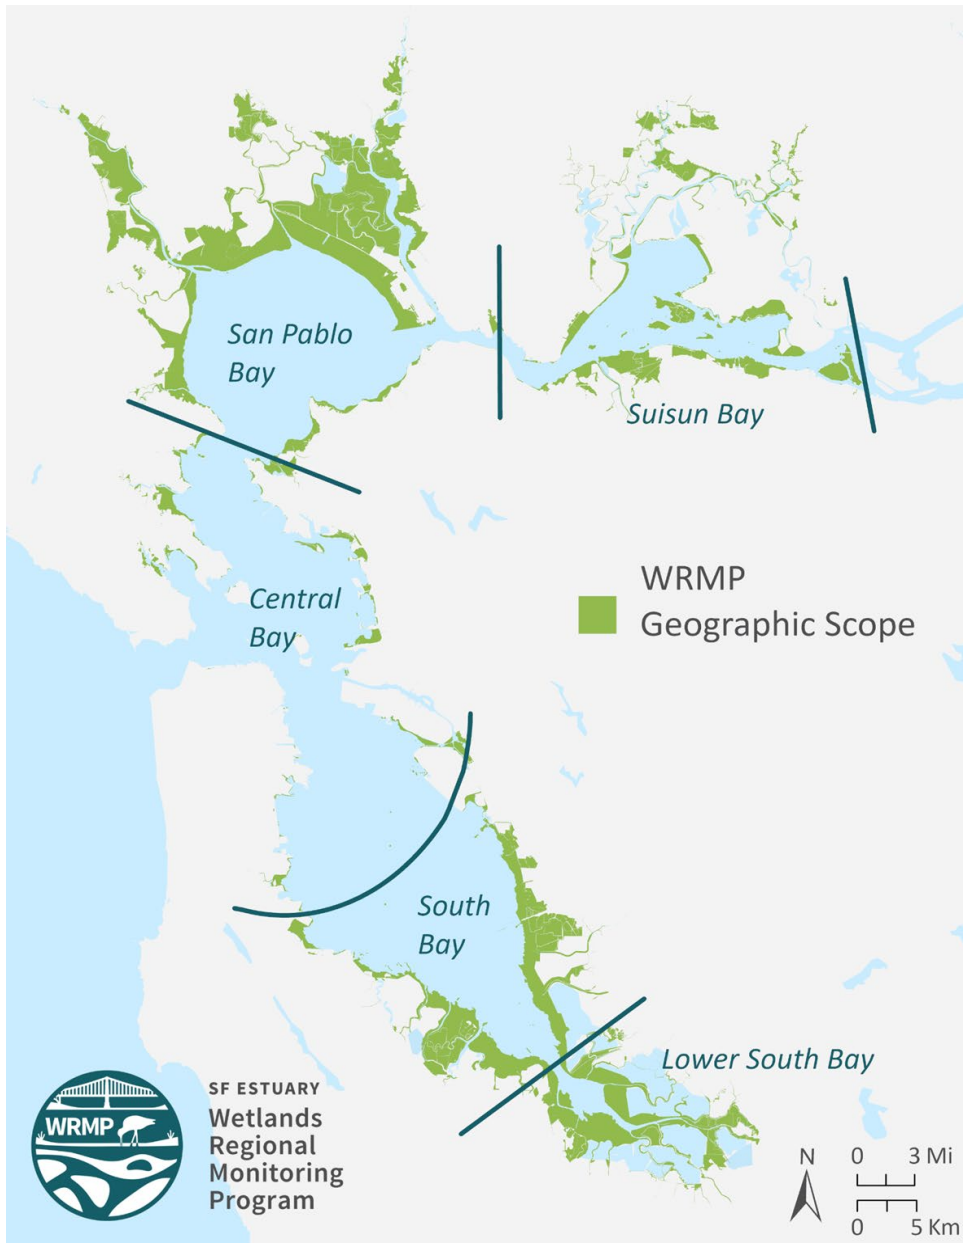 San Pablo
Bay
Suisun Bay
Central
Bay
WRMP
Geographic Scope
South
Bay
Lower South Bay
WRMP
SF ESTUARY
Wetlands
Regional
Monitoring
Program
N
0 3 Mi
0 5 Km